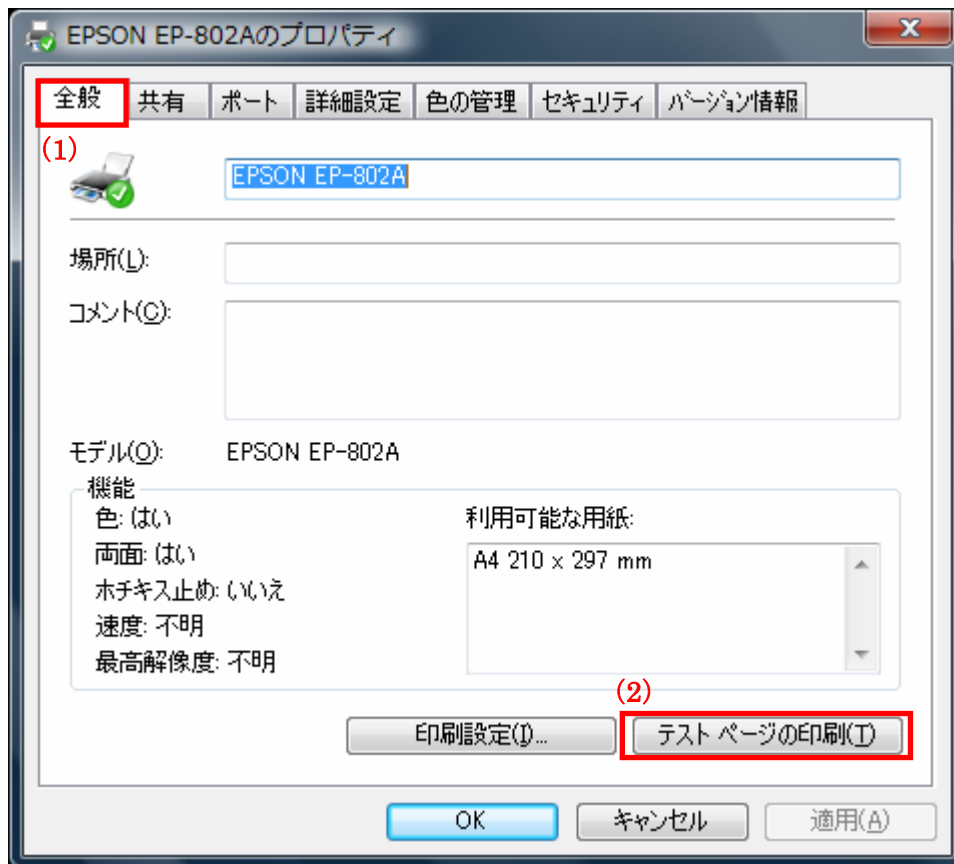 EPSON EP-802Aのプロパティ
全般 共有 ポート 詳細設定 色の管理 セキュリティ バージョン情報
(1)
EPSON EP-802A
場所(L):
コメント(C):
モデル(O): EPSON EP-802A
機能
色: はい 利用可能な用紙:
両面: はい A4 210 x 297 mm
ホチキス止め: いいえ
速度: 不明
最高解像度: 不明
(2)
印刷設定(I)... テスト ページの印刷(T)
OK キャンセル 適用(A)